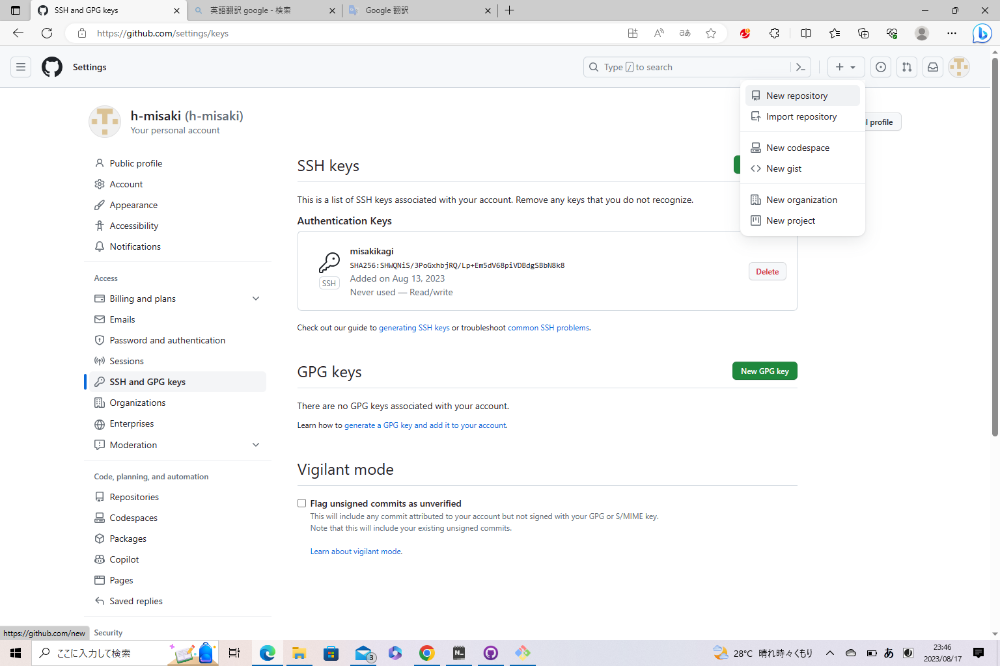 SSH and GPG keys
英語翻訳 google - 検索
Google 翻訳
https://github.com/settings/keys
Settings
Type / to search
New repository
Import repository
New codespace
New gist
New organization
New project
h-misaki (h-misaki)
Your personal account
l profile
Public profile
Account
Appearance
Accessibility
Notifications
Access
Billing and plans
Emails
Password and authentication
Sessions
SSH and GPG keys
Organizations
Enterprises
Moderation
Code, planning, and automation
Repositories
Codespaces
Packages
Copilot
Pages
Saved replies
Security
SSH keys
This is a list of SSH keys associated with your account. Remove any keys that you do not recognize.
Authentication Keys
misakikagi
SHA256:SHWQNiS/3PoGxhbjRQ/Lp+Em5dV68piVDBdgSBbN8k8
Added on Aug 13, 2023
Never used — Read/write
SSH
Delete
Check out our guide to generating SSH keys or troubleshoot common SSH problems.
GPG keys
New GPG key
There are no GPG keys associated with your account.
Learn how to generate a GPG key and add it to your account.
Vigilant mode
Flag unsigned commits as unverified
This will include any commit attributed to your account but not signed with your GPG or S/MIME key.
Note that this will include your existing unsigned commits.
Learn about vigilant mode.
https://github.com/new
ここに入力して検索
3
28°C 晴れ時々くもり
あ
23:46
2023/08/17